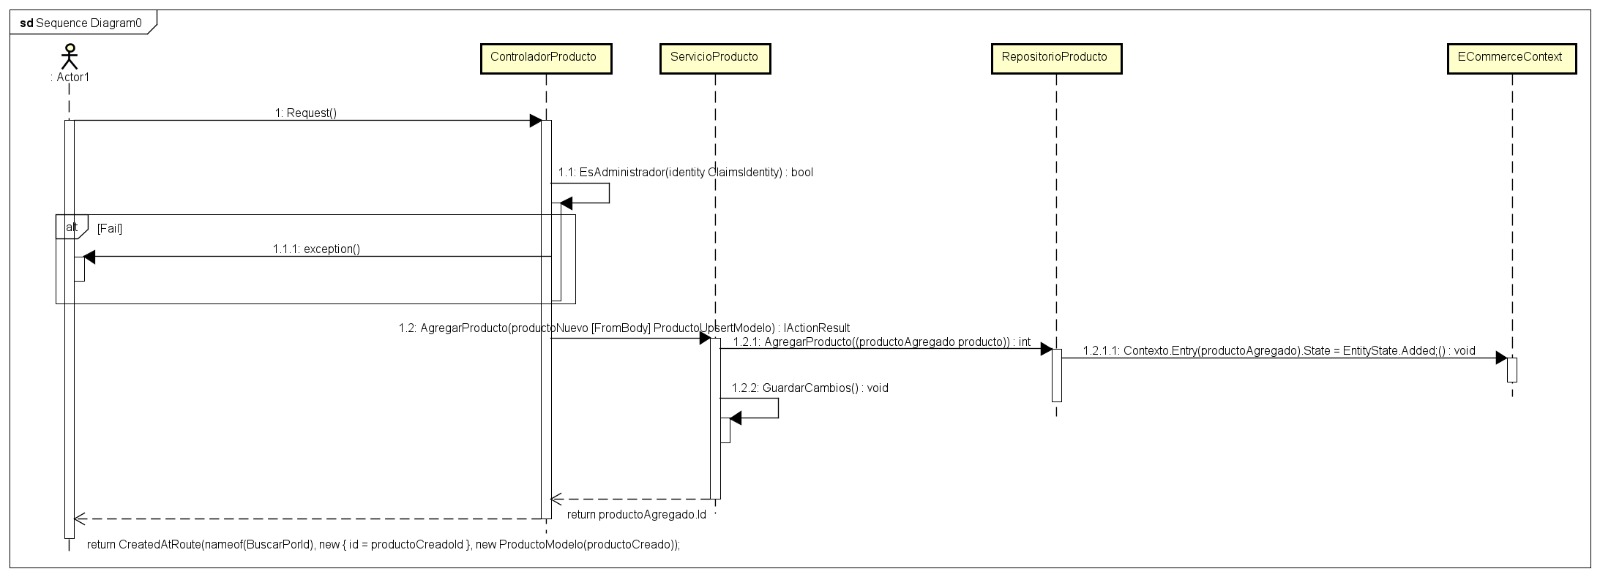 sd Sequence Diagram0
: Actor1
ControladorProducto
ServicioProducto
RepositorioProducto
ECommerceContext
1: Request()
1.1: EsAdministrador(identity ClaimsIdentity) : bool
alt
[Fail]
1.1.1: exception()
1.2: AgregarProducto(productoNuevo [FromBody] ProductoUpsertModelo) : IActionResult
1.2.1: AgregarProducto((productoAgregado producto)) : int
1.2.1.1: Contexto.Entry(productoAgregado).State = EntityState.Added;() : void
1.2.2: GuardarCambios() : void
return productoAgregado.Id
return CreatedAtRoute(nameof(BuscarPorId), new { id = productoCreadoId }, new ProductoModelo(productoCreado));